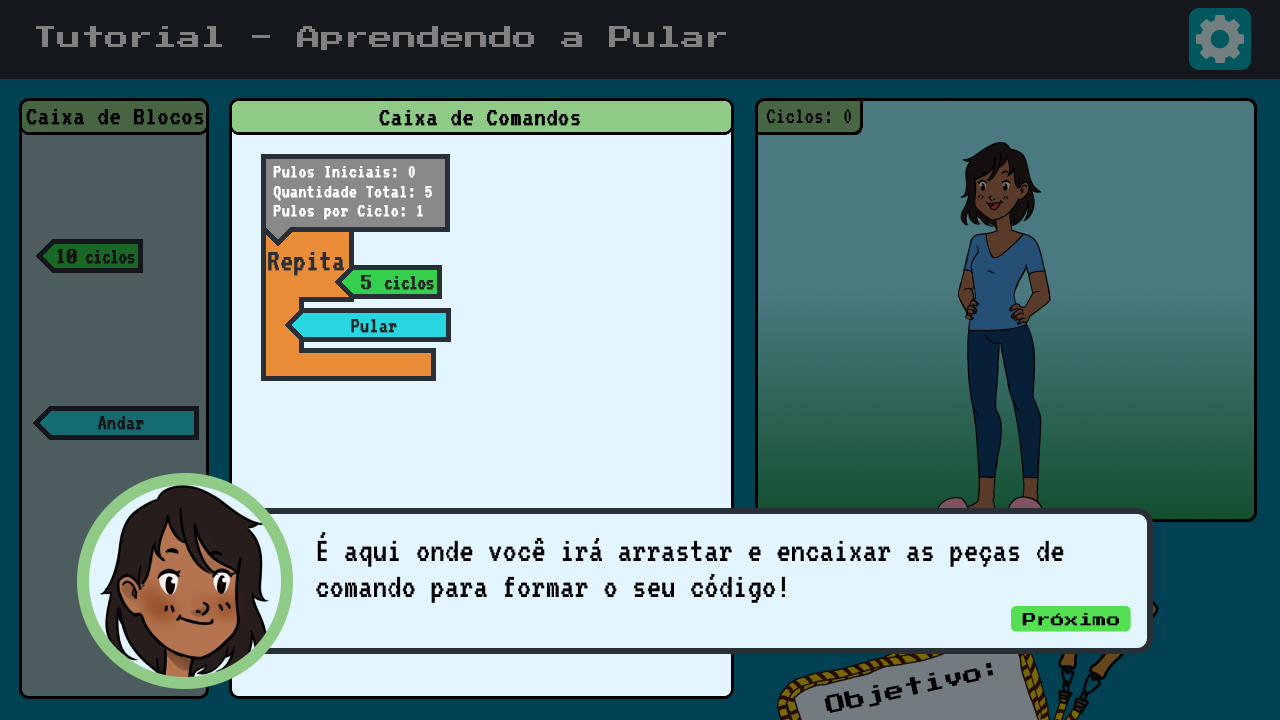 Tutorial - Aprendendo a Pular
Caixa de Blocos
Caixa de Comandos
Ciclos: 0
Pulos Iniciais: 0
Quantidade Total: 5
Pulos por Ciclo: 1
Repita
10 ciclos
5 ciclos
Pular
Andar
É aqui onde você irá arrastar e encaixar as peças de
comando para formar o seu código!
Próximo
Objetivo: